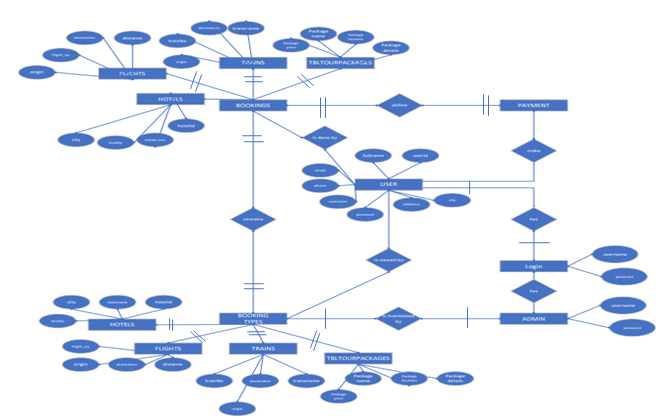 destination
trainname
Package
name
Package
location
destination
distance
trainNo
Package
price
Package
details
flight_no
origin
origin
FLIGHTS
TRAINS
TBLTOURPACKAGES
HOTELS
BOOKINGS
define
PAYMENT
hotelid
city
locality
hotelname
Is done by
make
fullname
userid
email
phone
USER
username
city
password
contains
has
Is viewed by
Login
username
password
has
city
hotelname
hotelid
locality
HOTELS
BOOKING
TYPES
Is maintained
by
ADMIN
username
password
flight_no
FLIGHTS
TRAINS
TBLTOURPACKAGES
origin
destination
distance
trainNo
destination
trainname
Package
name
Package
location
Package
details
Package
price
origin